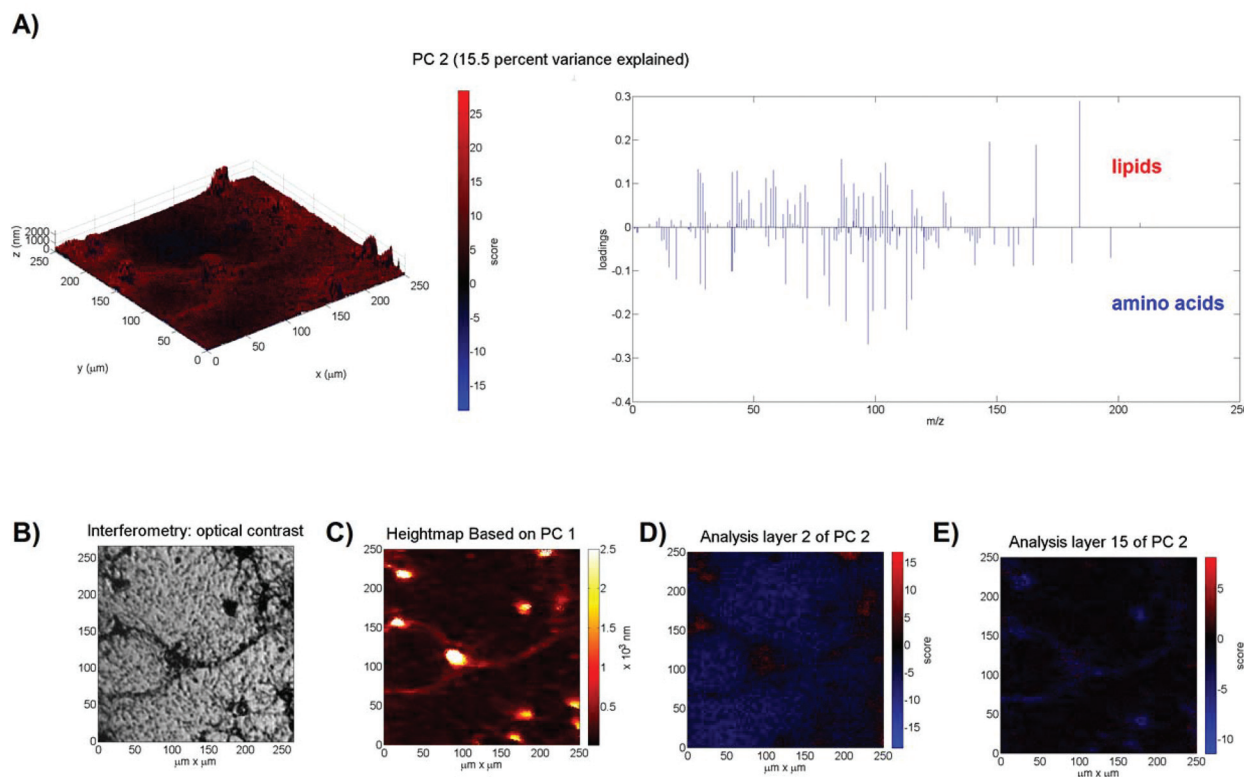 A)
PC 2 (15.5 percent variance explained)
z (nm)
2000
1000
0
250
200
150
100
50
0
y (μm)
0
50
100
150
200
250
x (μm)
25
20
15
10
5
0
-5
-10
-15
score
0.3
0.2
0.1
0
-0.1
-0.2
-0.3
-0.4
loadings
lipids
amino acids
0 50 100 150 200 250
m/z
B)
Interferometry: optical contrast
250
200
150
100
50
0
0 50 100 150 200 250
μm x μm
C)
Heightmap Based on PC 1
250
200
150
100
50
0
0 50 100 150 200 250
μm x μm
2.5
2
1.5
1
0.5
x 10³ nm
D)
Analysis layer 2 of PC 2
250
200
150
100
50
0
0 50 100 150 200 250
μm x μm
15
10
5
0
-5
-10
-15
score
E)
Analysis layer 15 of PC 2
250
200
150
100
50
0
0 50 100 150 200 250
μm x μm
5
0
-5
-10
score